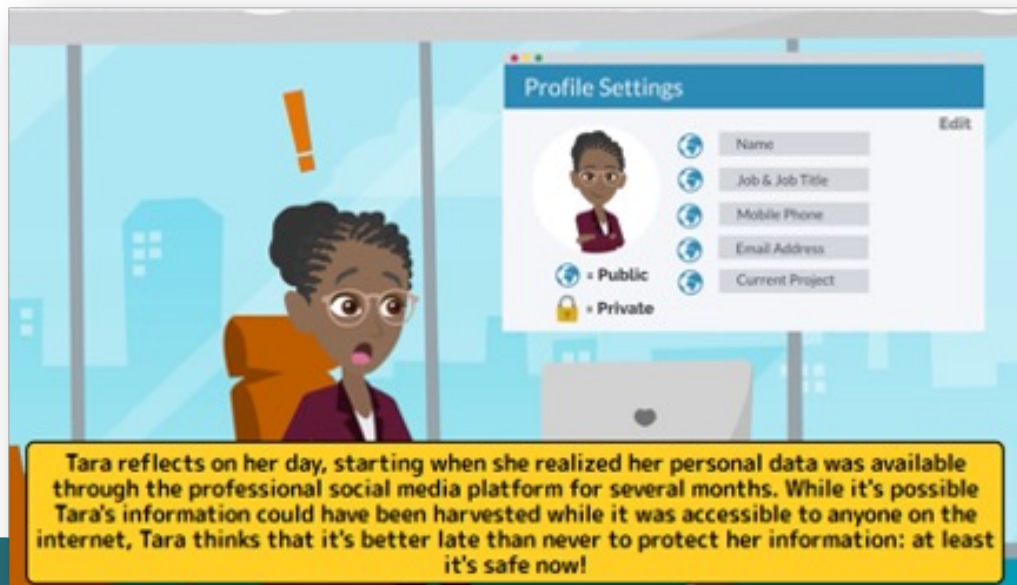 Profile Settings
Edit
Name
Job & Job Title
Mobile Phone
Email Address
Current Project
= Public
= Private
Tara reflects on her day, starting when she realized her personal data was available
through the professional social media platform for several months. While it's possible
Tara's information could have been harvested while it was accessible to anyone on the
internet, Tara thinks that it's better late than never to protect her information: at least
it's safe now!